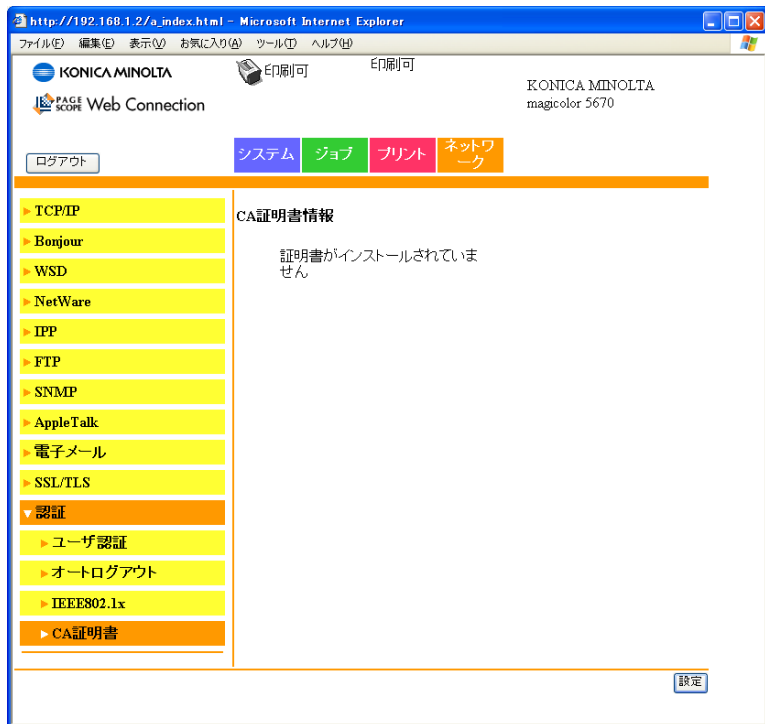 http://192.168.1.2/a_index.html - Microsoft Internet Explorer
ファイル(F) 編集(E) 表示(V) お気に入り(A) ツール(T) ヘルプ(H)
KONICA MINOLTA
印刷可
印刷可
KONICA MINOLTA
magicolor 5670
PAGE SCOPE Web Connection
ログアウト
システム
ジョブ
プリント
ネットワ
ーク
TCP/IP
Bonjour
WSD
NetWare
IPP
FTP
SNMP
AppleTalk
電子メール
SSL/TLS
認証
ユーザ認証
オートログアウト
IEEE802.1x
CA証明書
CA証明書情報
証明書がインストールされていま
せん
設定